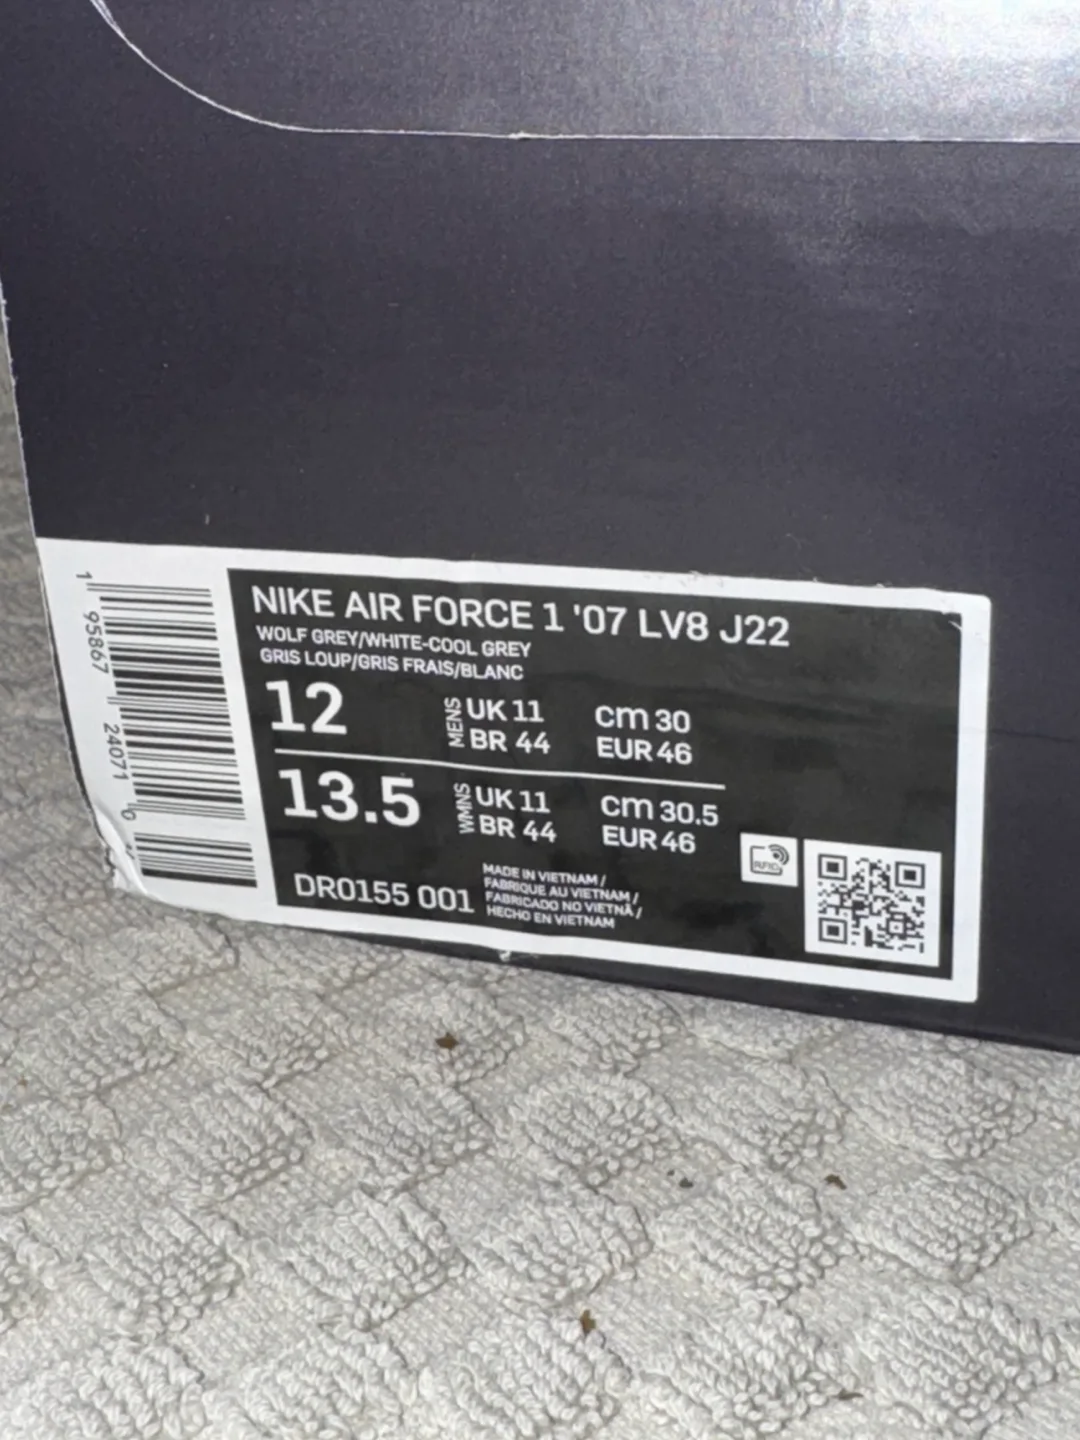 NIKE AIR FORCE 1 '07 LV8 J22
WOLF GREY/WHITE-COOL GREY
GRIS LOUP/GRIS FRAIS/BLANC
12
MENS
UK 11
BR 44
cm 30
EUR 46
13.5
WMNS
UK 11
BR 44
cm 30.5
EUR 46
DR0155 001
MADE IN VIETNAM /
FABRIQUE AU VIETNAM /
FABRICADO NO VIETNÃ /
HECHO EN VIETNAM
RFID
1 95867 24071 0